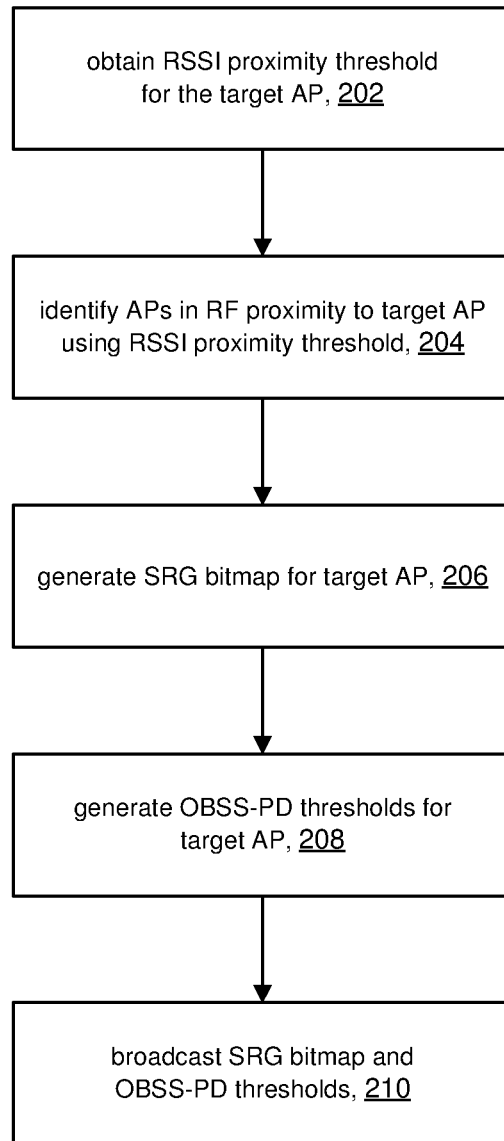 obtain RSSI proximity threshold
for the target AP, 202
identify APs in RF proximity to target AP
using RSSI proximity threshold, 204
generate SRG bitmap for target AP, 206
generate OBSS-PD thresholds for
target AP, 208
broadcast SRG bitmap and
OBSS-PD thresholds, 210